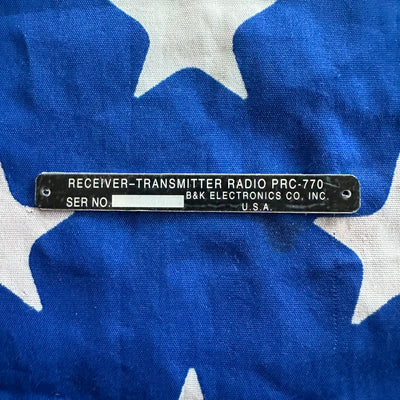 RECEIVER-TRANSMITTER RADIO PRC-770
SER NO. B&K ELECTRONICS CO. INC.
U.S.A.